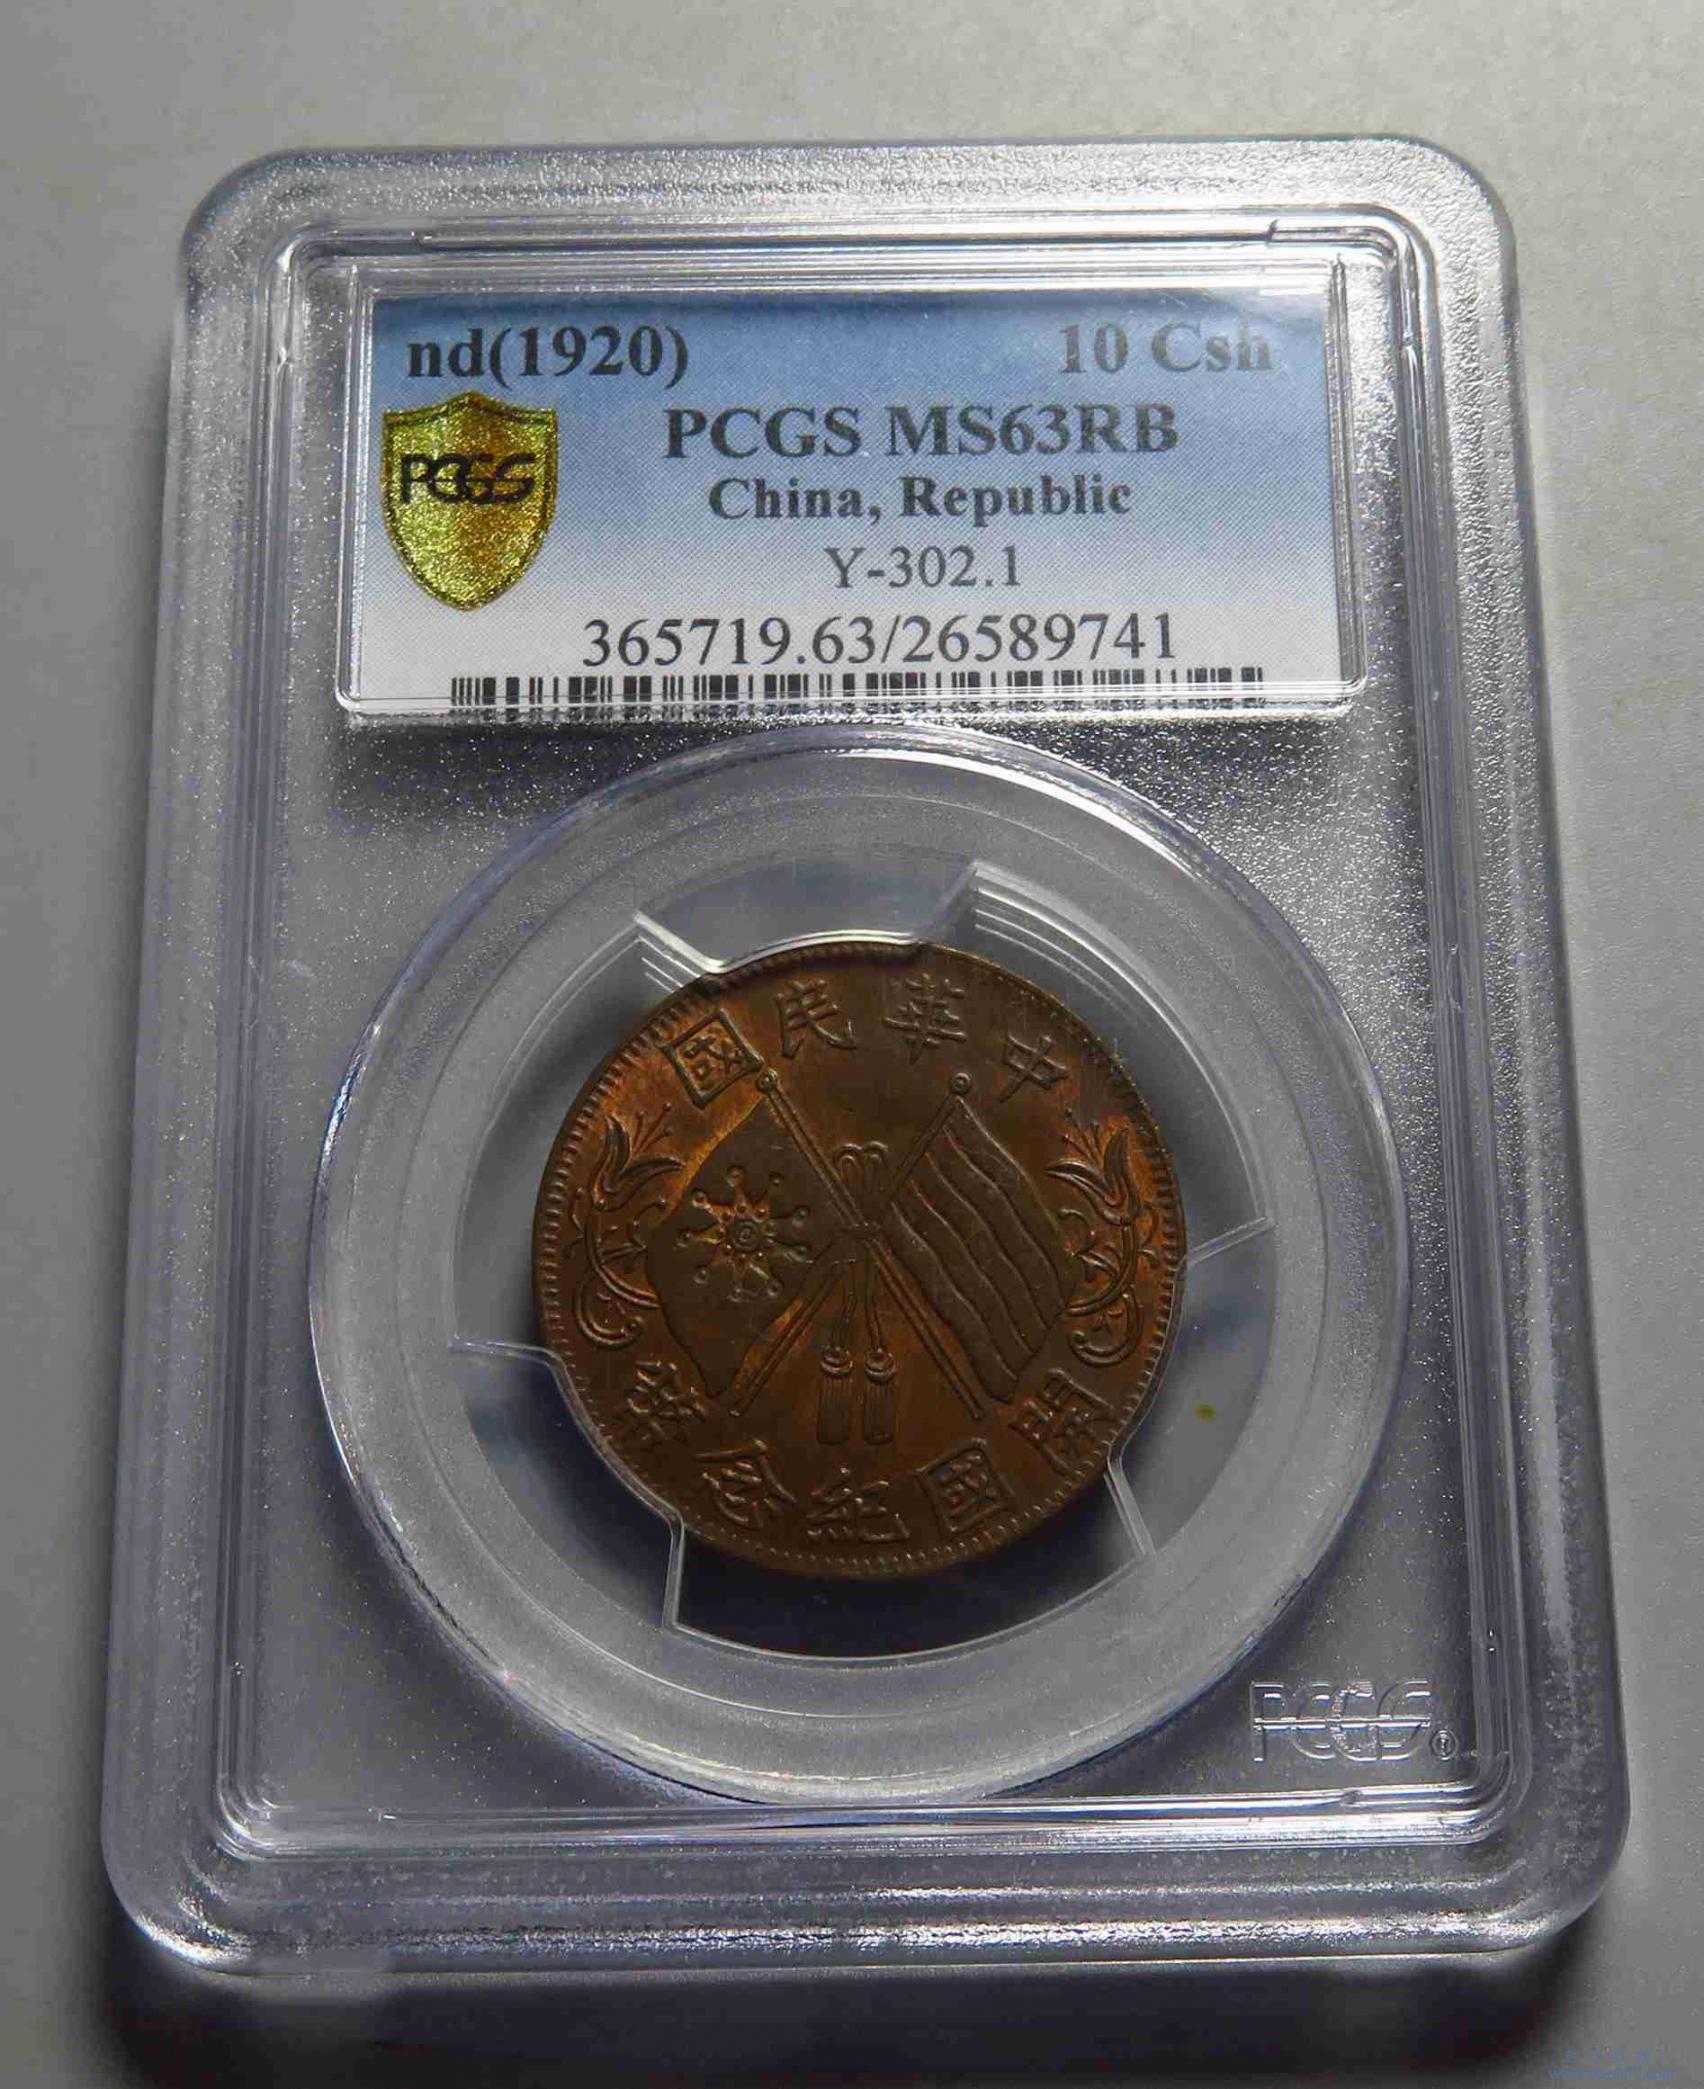 nd(1920) 10 Csh
PCGS MS63RB
PCGS
China, Republic
Y-302.1
365719.63/26589741
中華民國
開國紀念幣
PCGS